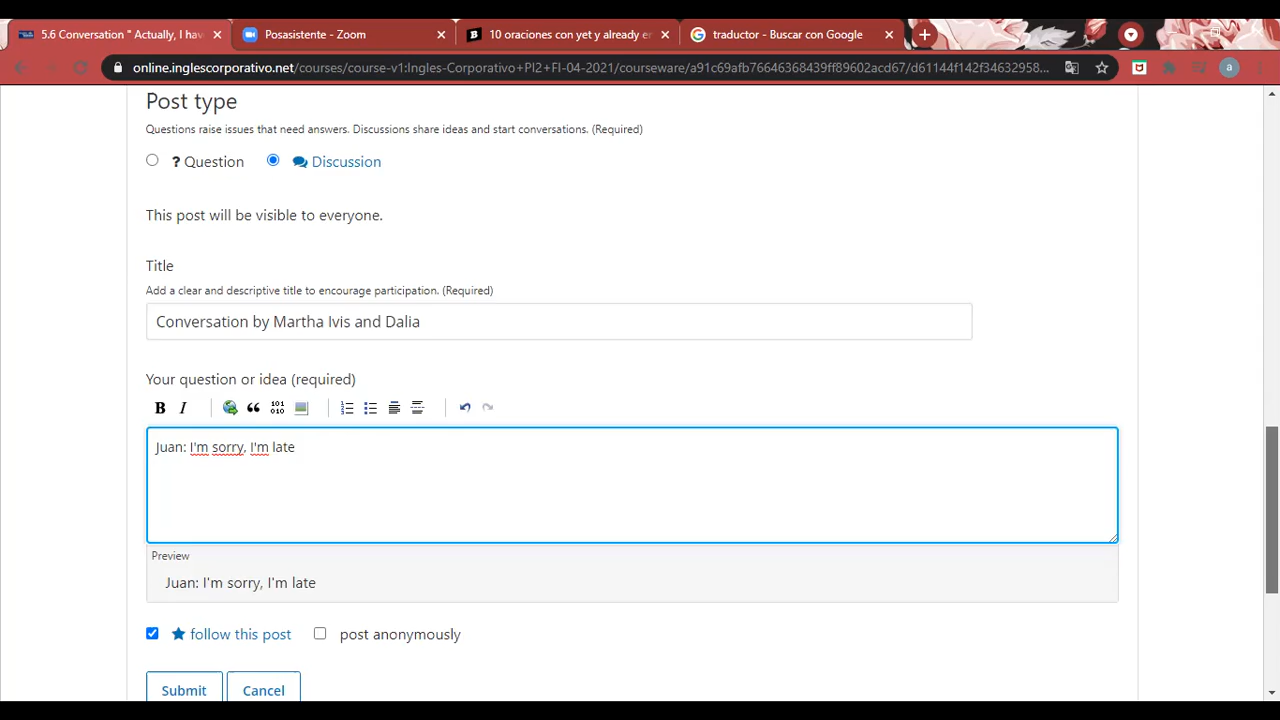 5.6 Conversation " Actually, I hav
Posasistente - Zoom
10 oraciones con yet y already en
traductor - Buscar con Google
online.inglescorporativo.net/courses/course-v1:Ingles-Corporativo+PI2+FI-04-2021/courseware/a91c69afb76646368439ff89602acd67/d61144f142f34632958...
a
Post type
Questions raise issues that need answers. Discussions share ideas and start conversations. (Required)
? Question
Discussion
This post will be visible to everyone.
Title
Add a clear and descriptive title to encourage participation. (Required)
Conversation by Martha Ivis and Dalia
Your question or idea (required)
B I 101 010
Juan: I'm sorry, I'm late
Preview
Juan: I'm sorry, I'm late
follow this post
post anonymously
Submit
Cancel